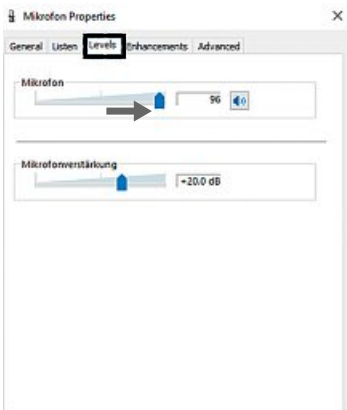 Mikrofon Properties
General Listen Levels Enhancements Advanced
Mikrofon
96
Mikrofonverstärkung
+20.0 dB